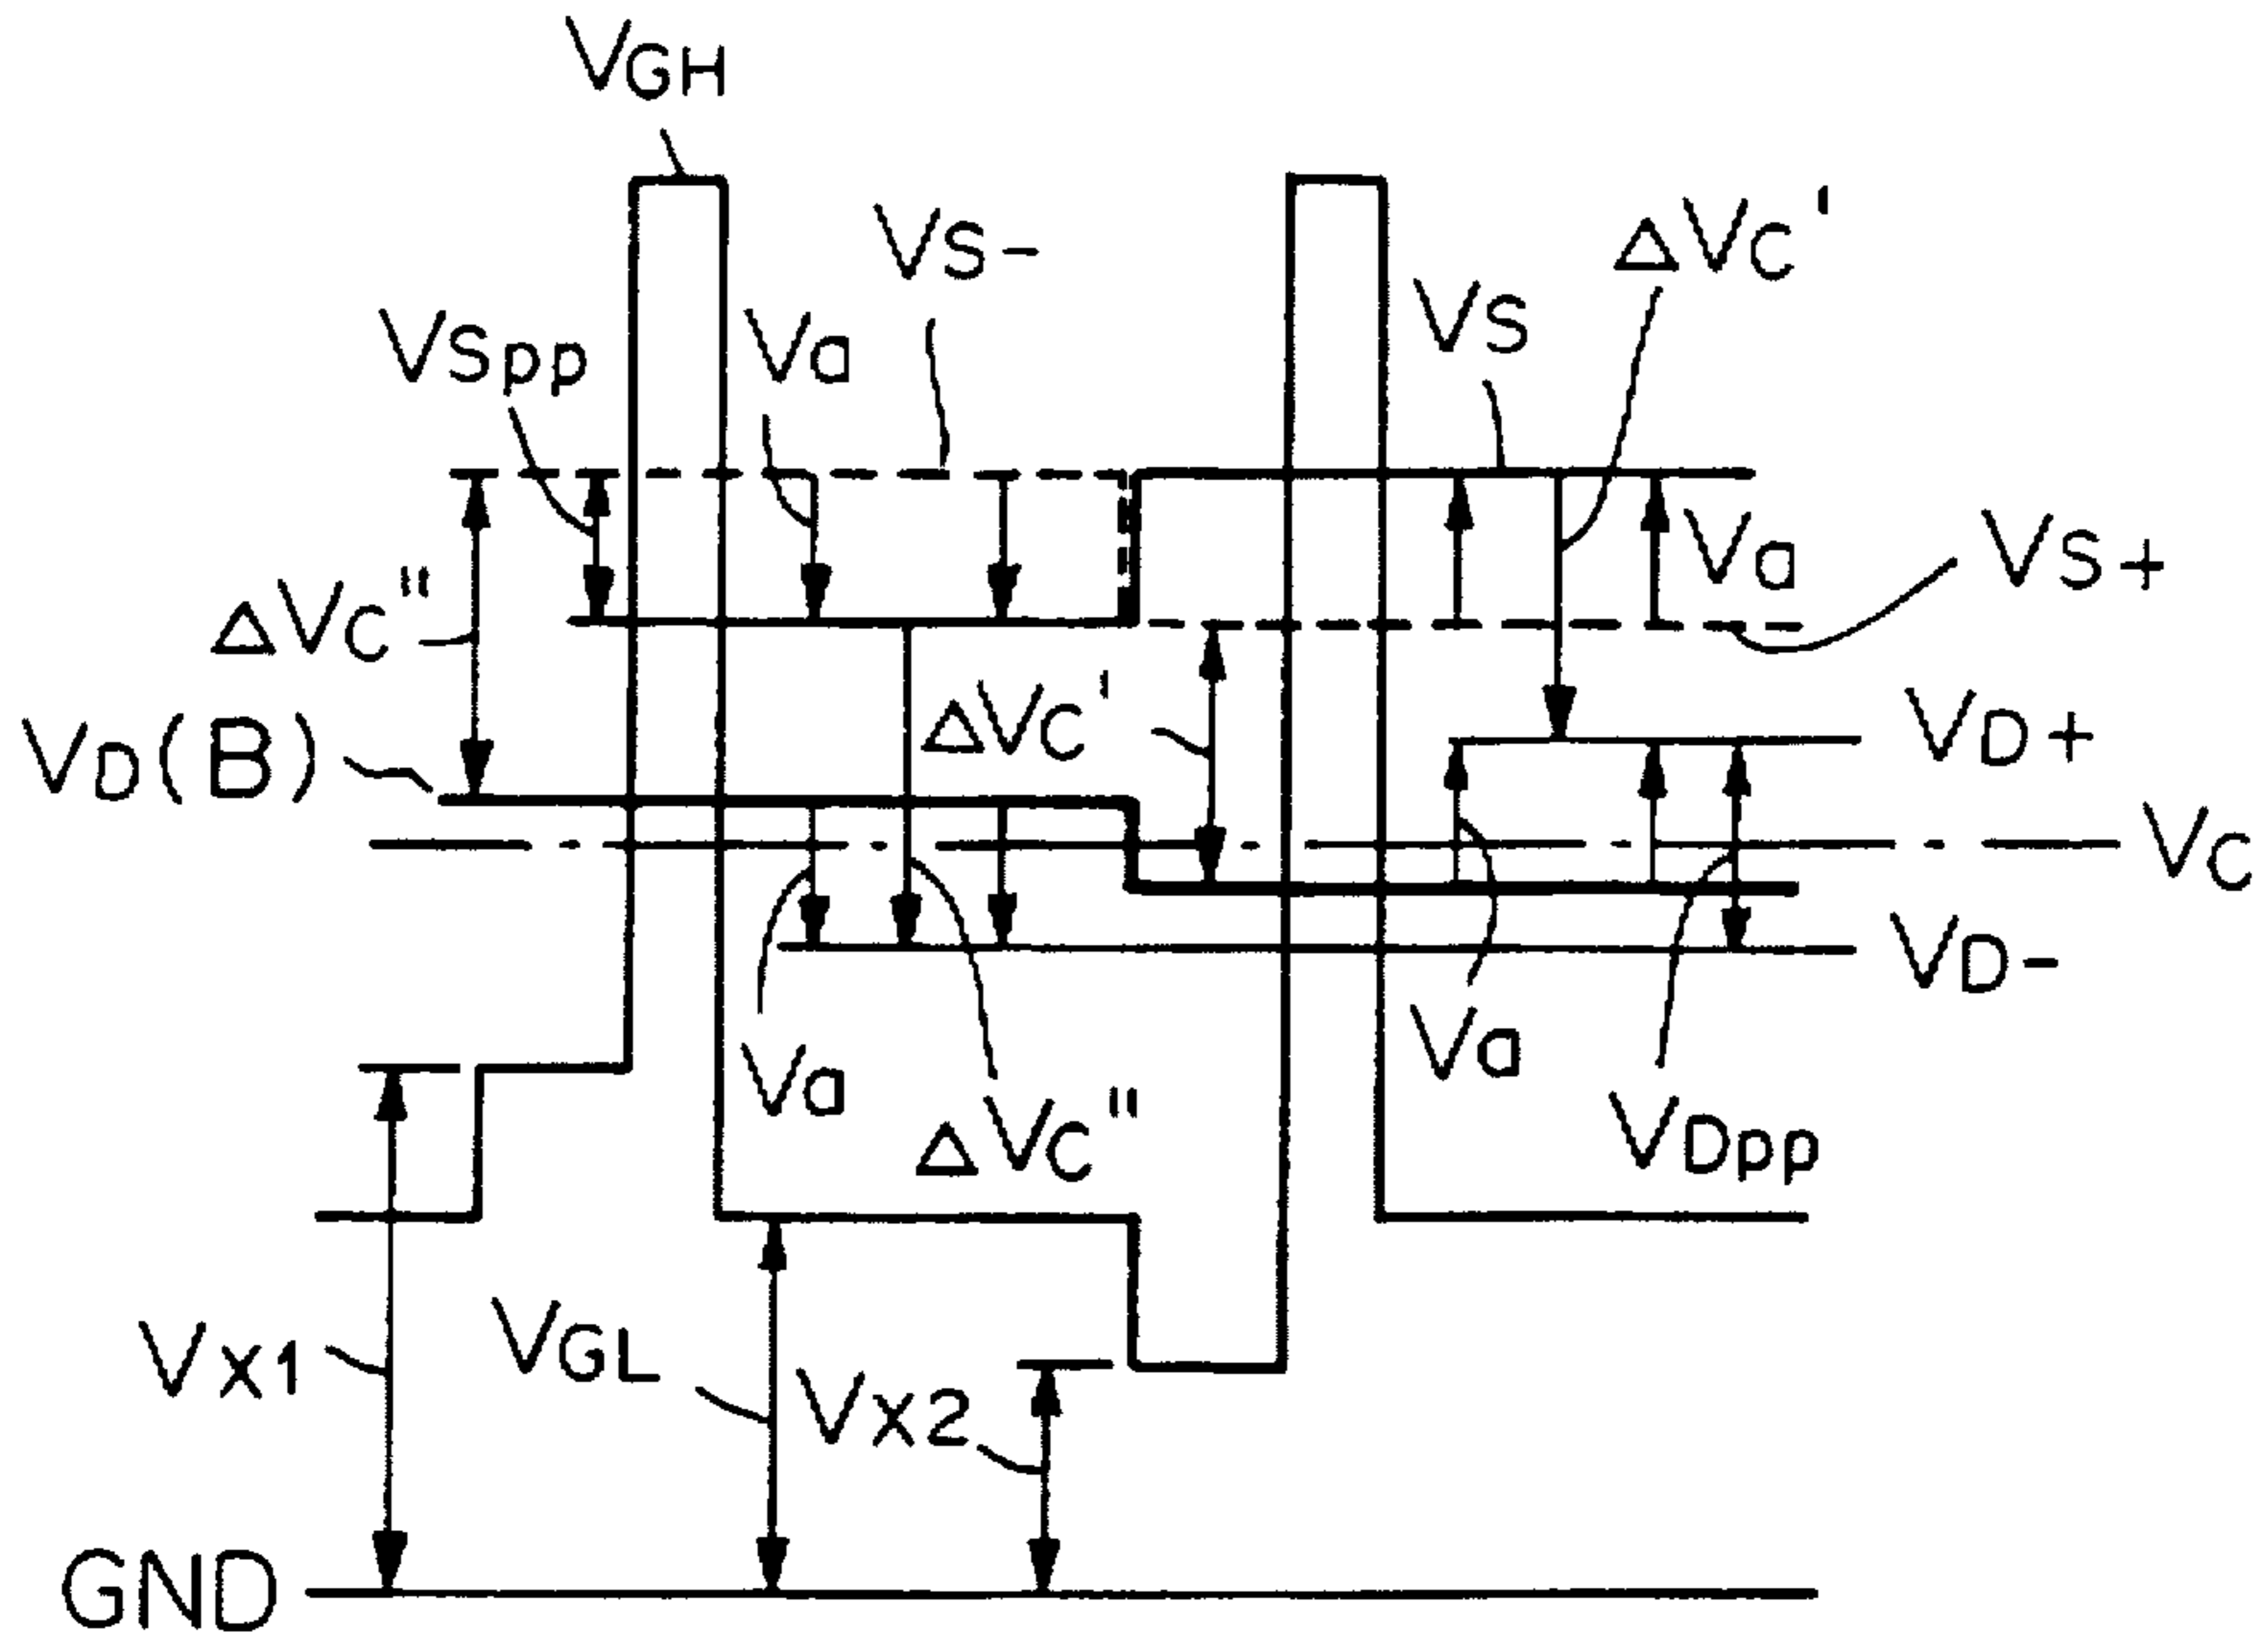 VGH
VS-
ΔVC'
VS
VSpp
Va
Va
VS+
ΔVC"
ΔVC'
VD+
VD(B)
VC
VD-
Va
Va
ΔVC"
VDpp
VX1
VGL
VX2
GND